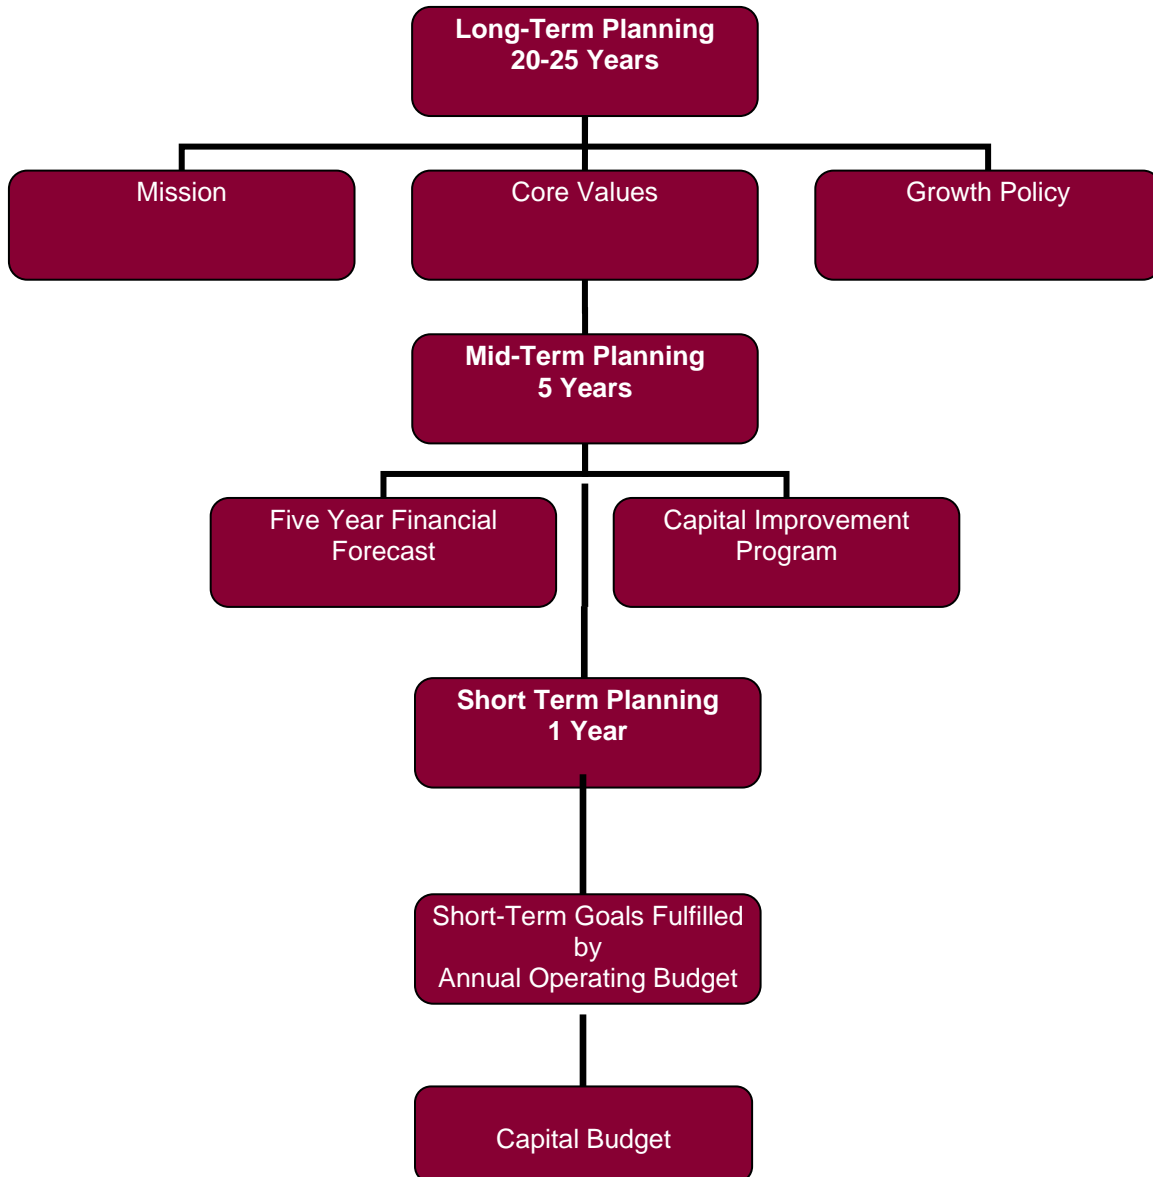 Long-Term Planning
20-25 Years
Mission
Core Values
Growth Policy
Mid-Term Planning
5 Years
Five Year Financial
Forecast
Capital Improvement
Program
Short Term Planning
1 Year
Short-Term Goals Fulfilled
by
Annual Operating Budget
Capital Budget